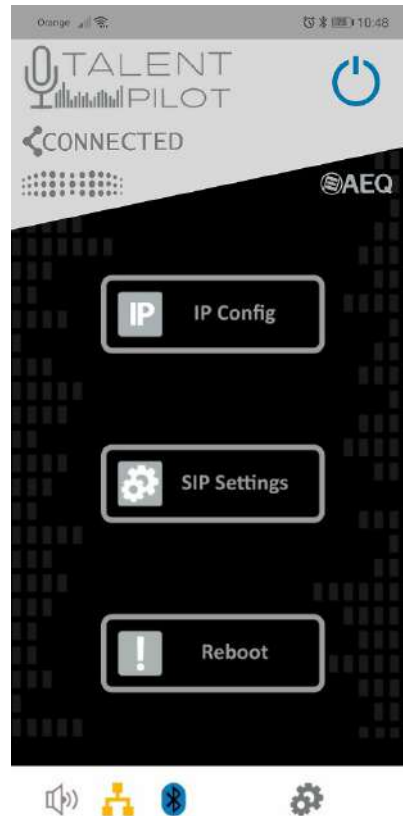 Orange 10:48
TALENT
PILOT
CONNECTED
AEQ
IP IP Config
SIP Settings
! Reboot